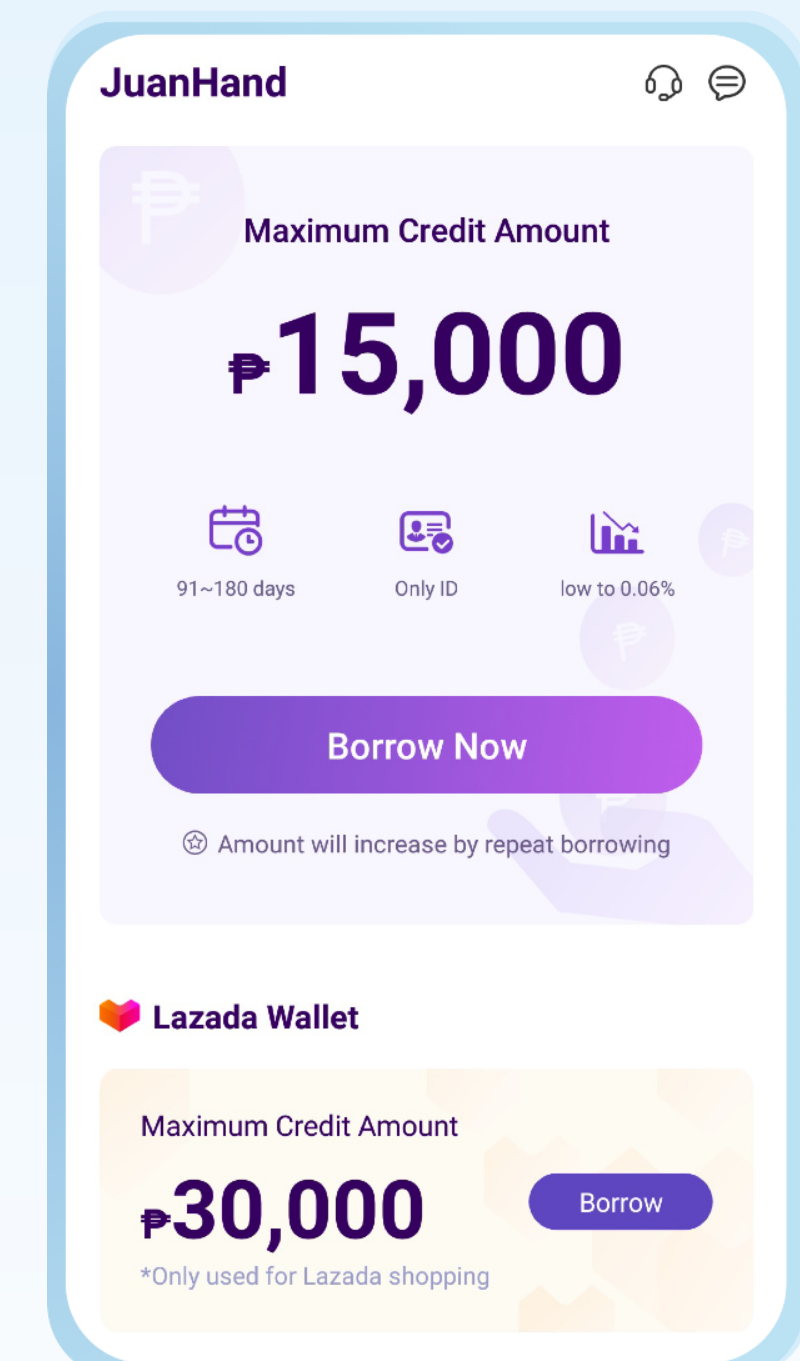 JuanHand
Maximum Credit Amount
₱15,000
91~180 days
Only ID
low to 0.06%
Borrow Now
Amount will increase by repeat borrowing
Lazada Wallet
Maximum Credit Amount
₱30,000
Borrow
*Only used for Lazada shopping